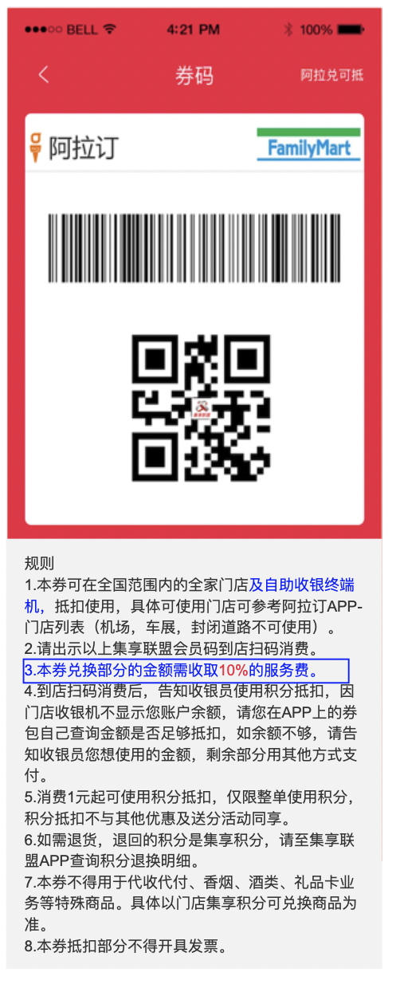 BELL 4:21 PM 100%
券码 阿拉兑可抵
阿拉订 FamilyMart
规则
1.本券可在全国范围内的全家门店及自助收银终端
机，抵扣使用，具体可使用门店可参考阿拉订APP-
门店列表（机场，车展，封闭道路不可使用）。
2.请出示以上集享联盟会员码到店扫码消费。
3.本券兑换部分的金额需收取10%的服务费。
4.到店扫码消费后，告知收银员使用积分抵扣，因
门店收银机不显示您账户余额，请您在APP上的券
包自己查询金额是否足够抵扣，如余额不够，请告
知收银员您想使用的金额，剩余部分用其他方式支
付。
5.消费1元起可使用积分抵扣，仅限整单使用积分，
积分抵扣不与其他优惠及送分活动同享。
6.如需退货，退回的积分是集享积分，请至集享联
盟APP查询积分退换明细。
7.本券不得用于代收代付、香烟、酒类、礼品卡业
务等特殊商品。具体以门店集享积分可兑换商品为
准。
8.本券抵扣部分不得开具发票。